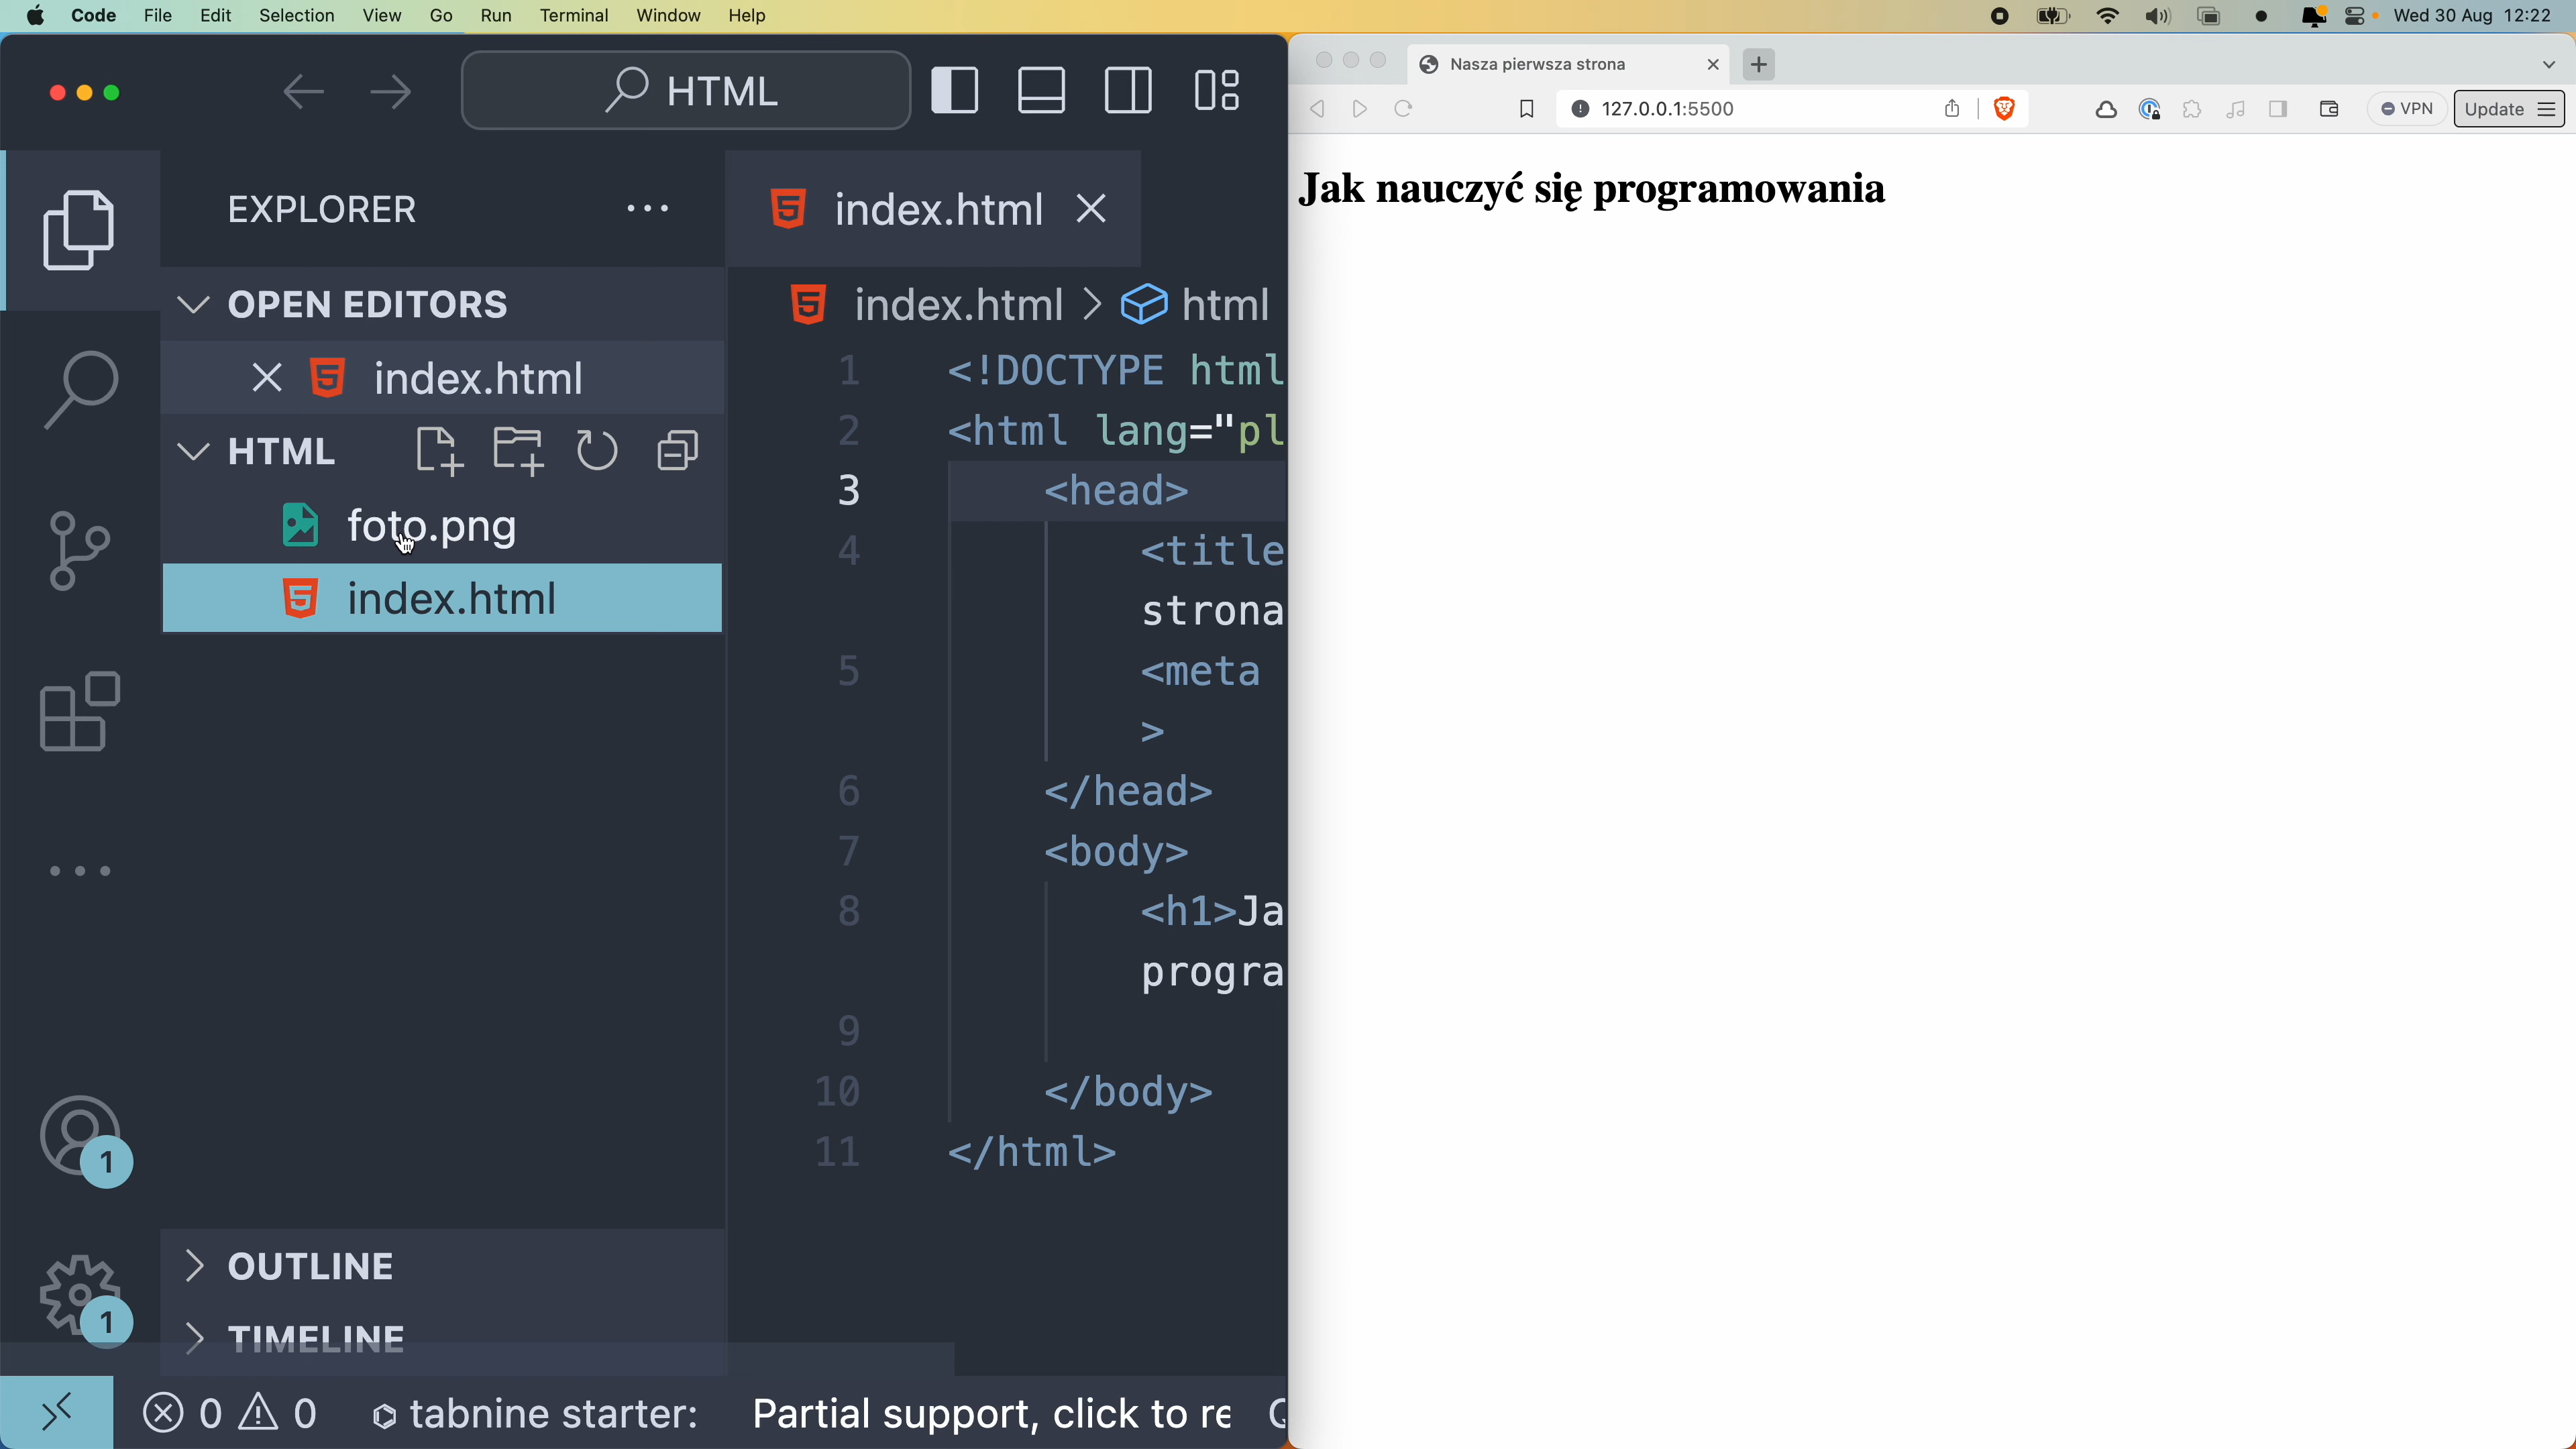 Code File Edit Selection View Go Run Terminal Window Help Wed 30 Aug 12:22
HTML
EXPLORER
OPEN EDITORS
index.html
HTML
foto.png
index.html
OUTLINE
TIMELINE
index.html
index.html > html
1 <!DOCTYPE html
2 <html lang="pl
3 <head>
4 <title
strona
5 <meta
>
6 </head>
7 <body>
8 <h1>Ja
progra
9
10 </body>
11 </html>
1
1
0 0 tabnine starter: Partial support, click to re
Nasza pierwsza strona
127.0.0.1:5500 VPN Update
Jak nauczyć się programowania